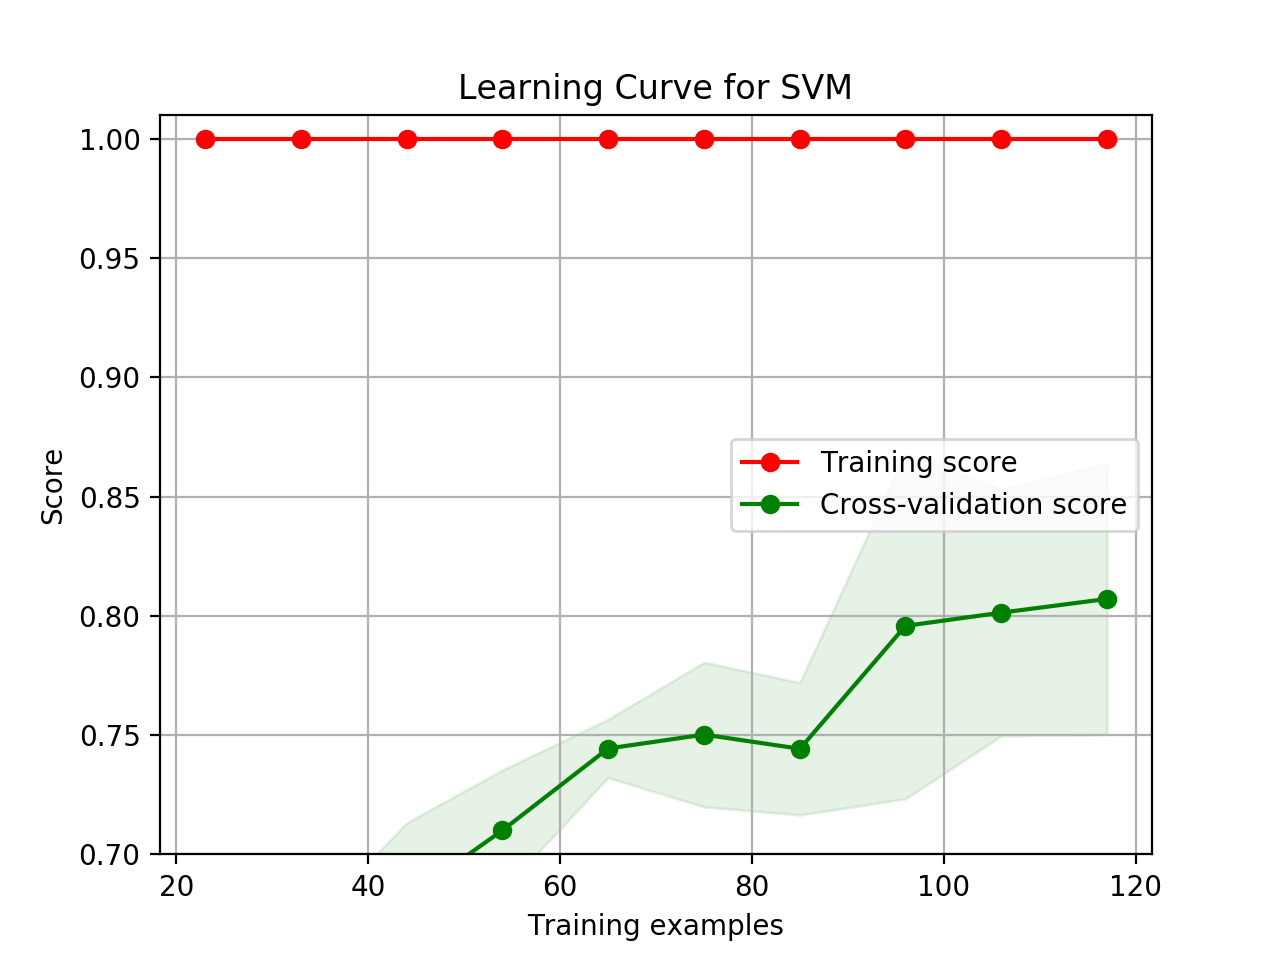 Learning Curve for SVM
1.00
0.95
0.90
0.85
0.80
0.75
0.70
Score
Training score
Cross-validation score
20 40 60 80 100 120
Training examples